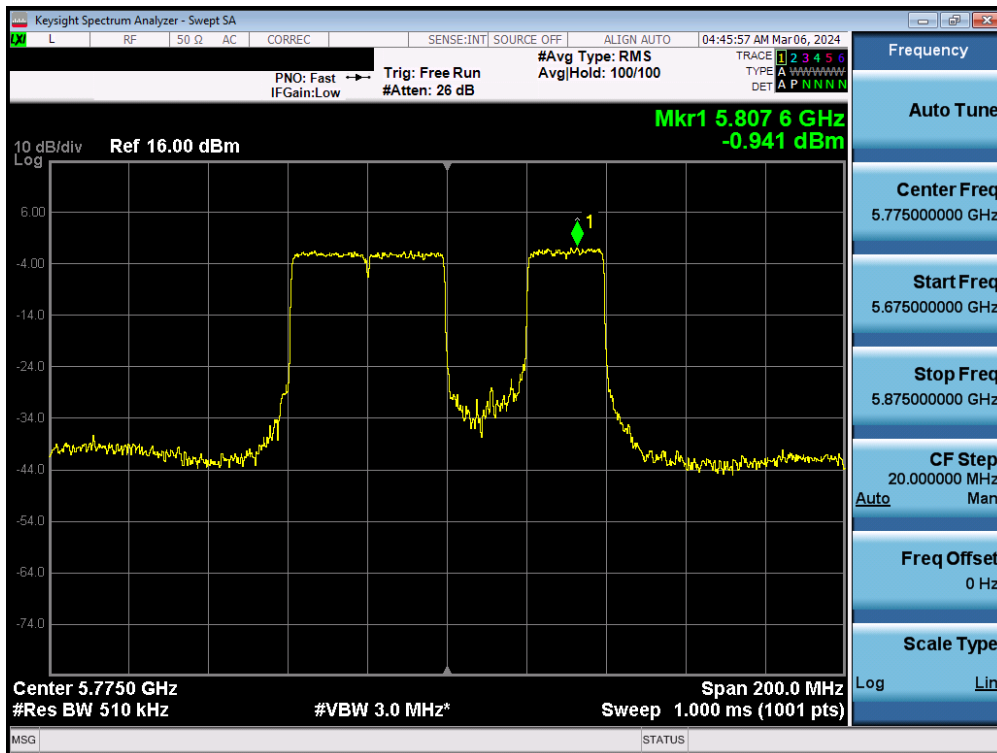 Keysight Spectrum Analyzer - Swept SA
LXI L RF 50 Ω AC CORREC SENSE:INT SOURCE OFF ALIGN AUTO 04:45:57 AM Mar 06, 2024
PNO: Fast Trig: Free Run #Avg Type: RMS TRACE 1 2 3 4 5 6
IFGain:Low #Atten: 26 dB Avg|Hold: 100/100 TYPE A WWWWW
DET A P N N N N
Mkr1 5.807 6 GHz
-0.941 dBm
10 dB/div Ref 16.00 dBm
Log
6.00
1
-4.00
-14.0
-24.0
-34.0
-44.0
-54.0
-64.0
-74.0
Center 5.7750 GHz Span 200.0 MHz
#Res BW 510 kHz #VBW 3.0 MHz* Sweep 1.000 ms (1001 pts)
MSG STATUS
Frequency
Auto Tune
Center Freq
5.775000000 GHz
Start Freq
5.675000000 GHz
Stop Freq
5.875000000 GHz
CF Step
20.000000 MHz
Auto Man
Freq Offset
0 Hz
Scale Type
Log Lin